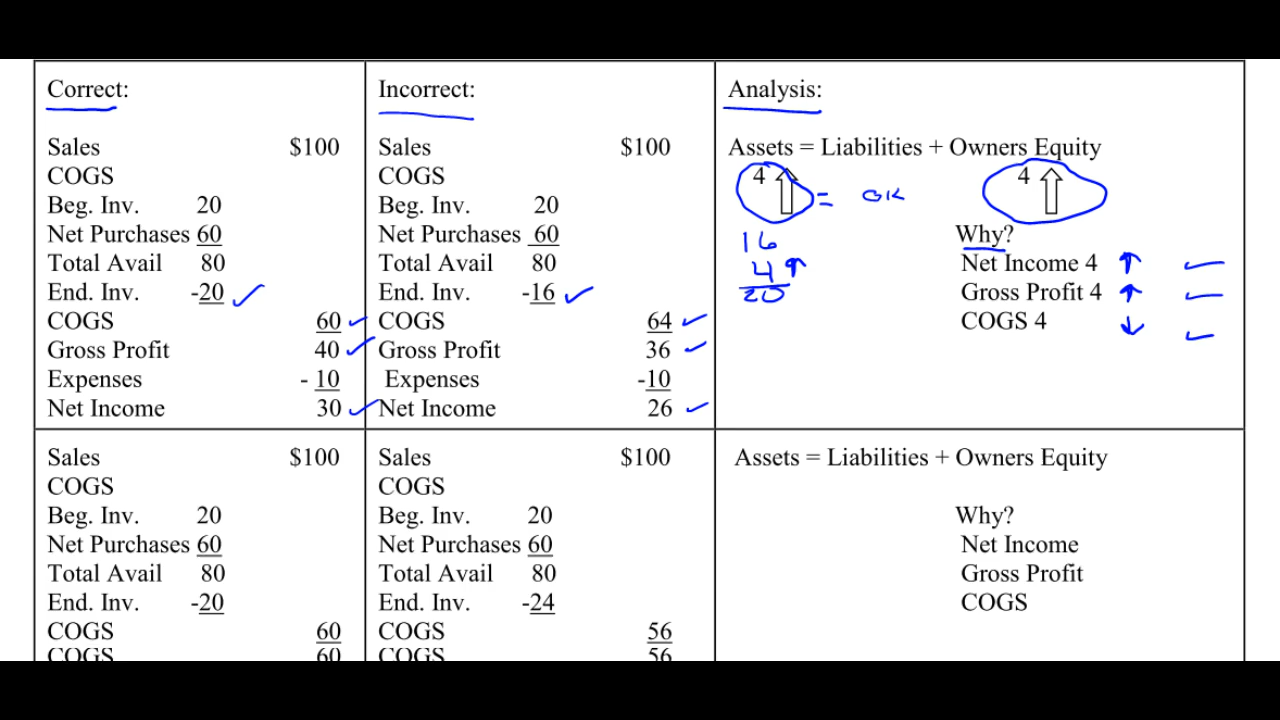 Correct:
Sales $100
COGS
Beg. Inv. 20
Net Purchases 60
Total Avail 80
End. Inv. -20
COGS 60
Gross Profit 40
Expenses - 10
Net Income 30
Incorrect:
Sales $100
COGS
Beg. Inv. 20
Net Purchases 60
Total Avail 80
End. Inv. -16
COGS 64
Gross Profit 36
Expenses -10
Net Income 26
Analysis:
Assets = Liabilities + Owners Equity
4 = OK 4
16
4
20
Why?
Net Income 4
Gross Profit 4
COGS 4
Sales $100
COGS
Beg. Inv. 20
Net Purchases 60
Total Avail 80
End. Inv. -20
COGS 60
COGS 60
Sales $100
COGS
Beg. Inv. 20
Net Purchases 60
Total Avail 80
End. Inv. -24
COGS 56
COGS 56
Assets = Liabilities + Owners Equity
Why?
Net Income
Gross Profit
COGS